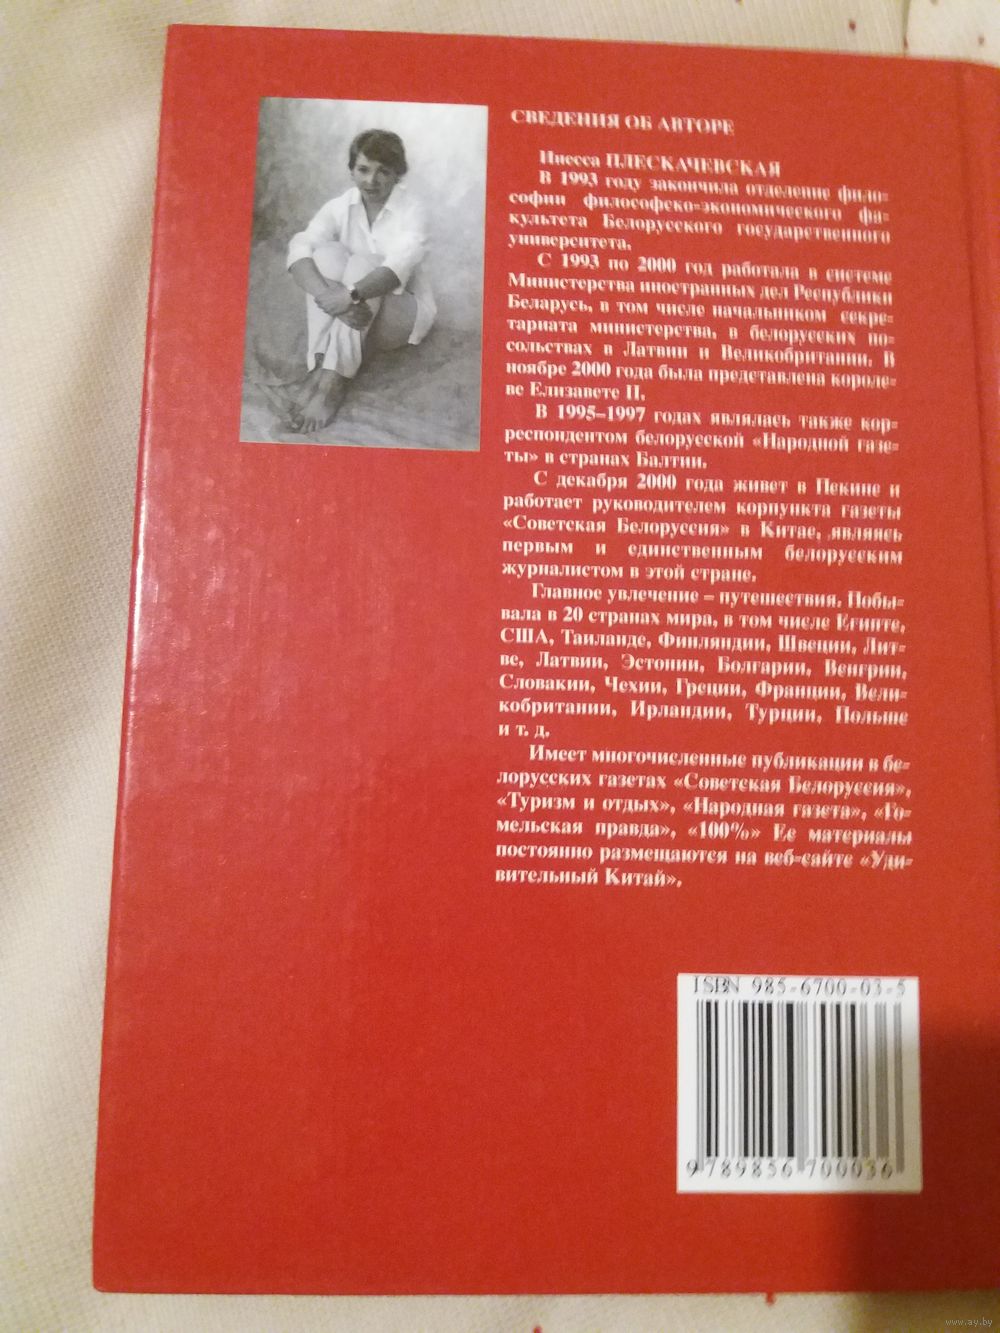 СВЕДЕНИЯ ОБ АВТОРЕ
Инесса ПЛЕСКАЧЕВСКАЯ
В 1993 году закончила отделение фило-
софии философско-экономического фа-
культета Белорусского государственного
университета.
С 1993 по 2000 год работала в системе
Министерства иностранных дел Республики
Беларусь, в том числе начальником секре-
тариата министерства, в белорусских по-
сольствах в Латвии и Великобритании. В
ноябре 2000 года была представлена короле-
ве Елизавете II.
В 1995–1997 годах являлась также кор-
респондентом белорусской «Народной газе-
ты» в странах Балтии.
С декабря 2000 года живет в Пекине и
работает руководителем корпункта газеты
«Советская Белоруссия» в Китае, являясь
первым и единственным белорусским
журналистом в этой стране.
Главное увлечение – путешествия. Побы-
вала в 20 странах мира, в том числе Египте,
США, Таиланде, Финляндии, Швеции, Лит-
ве, Латвии, Эстонии, Болгарии, Венгрии,
Словакии, Чехии, Греции, Франции, Вели-
кобритании, Ирландии, Турции, Польше
и т. д.
Имеет многочисленные публикации в бе-
лорусских газетах «Советская Белоруссия»,
«Туризм и отдых», «Народная газета», «Го-
мельская правда», «100%» Ее материалы
постоянно размещаются на веб-сайте «Уди-
вительный Китай».
ISBN 985-6700-03-5
9 789856 700036
www.ay.by